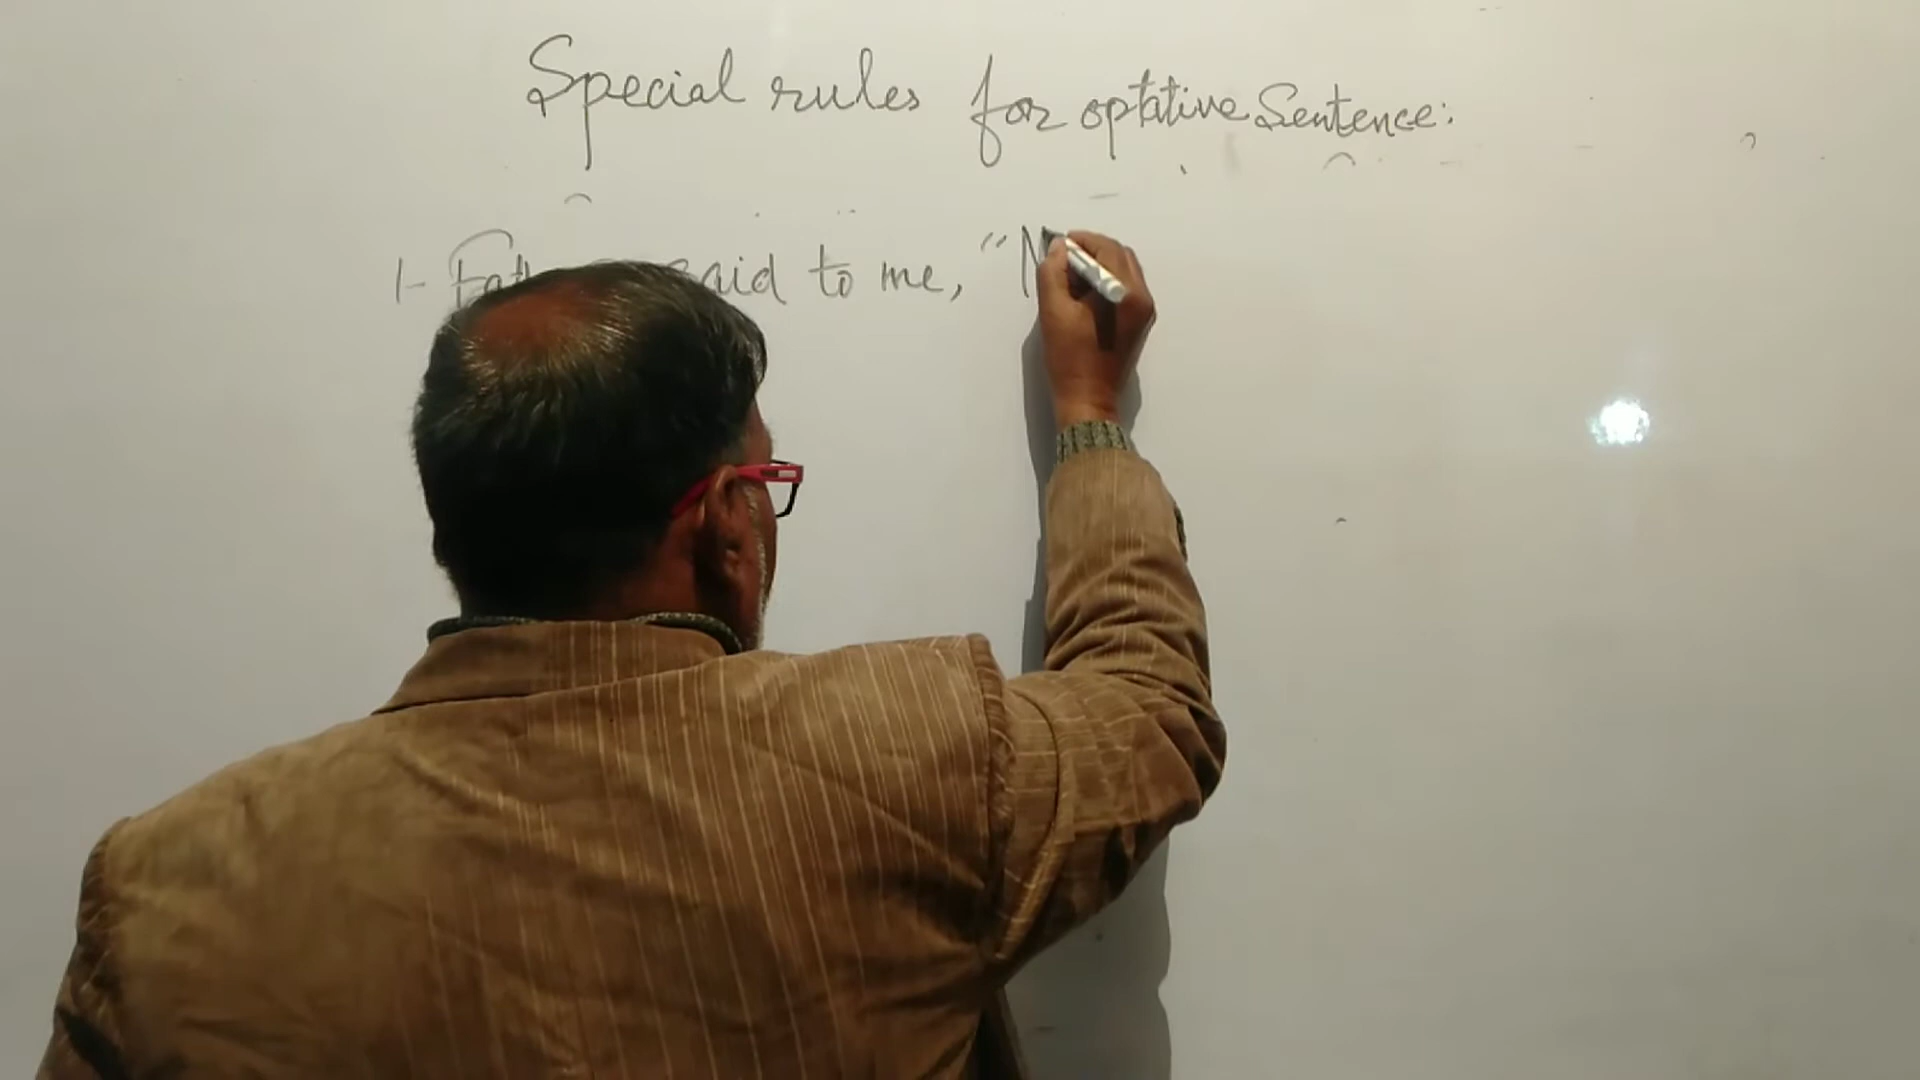 Special rules for optative Sentence:
1- said to me, "